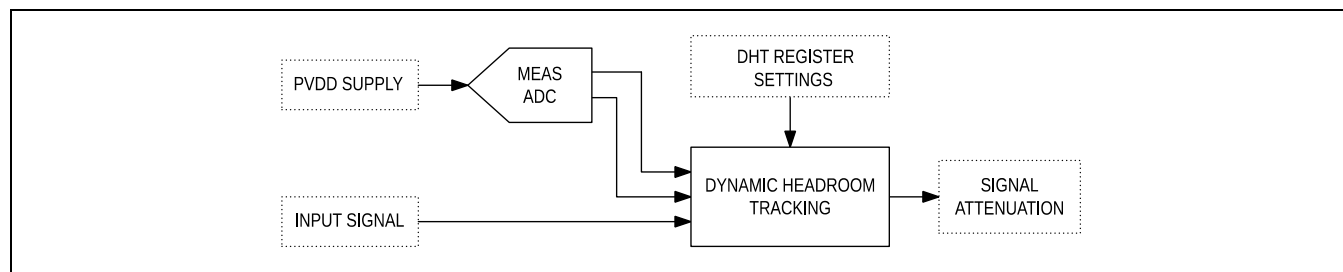 PVDD SUPPLY
MEAS
ADC
DHT REGISTER
SETTINGS
INPUT SIGNAL
DYNAMIC HEADROOM
TRACKING
SIGNAL
ATTENUATION